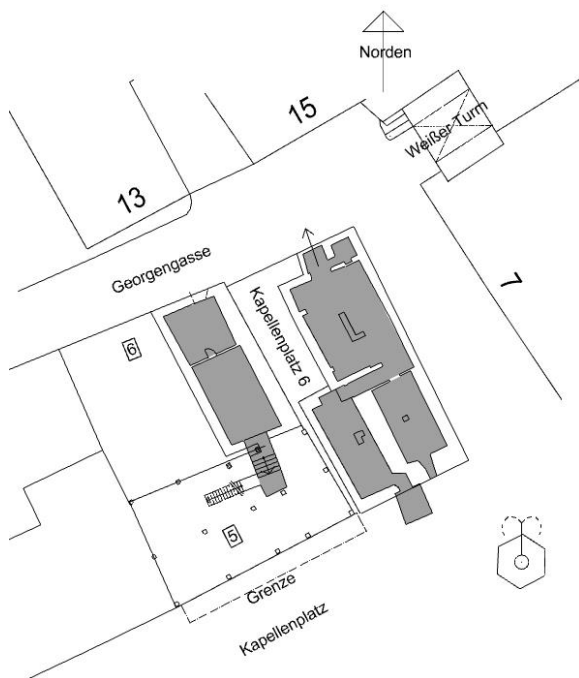 Norden
15
Weißer Turm
13
Georgengasse
7
Kapellenplatz 6
6
5
Grenze
Kapellenplatz